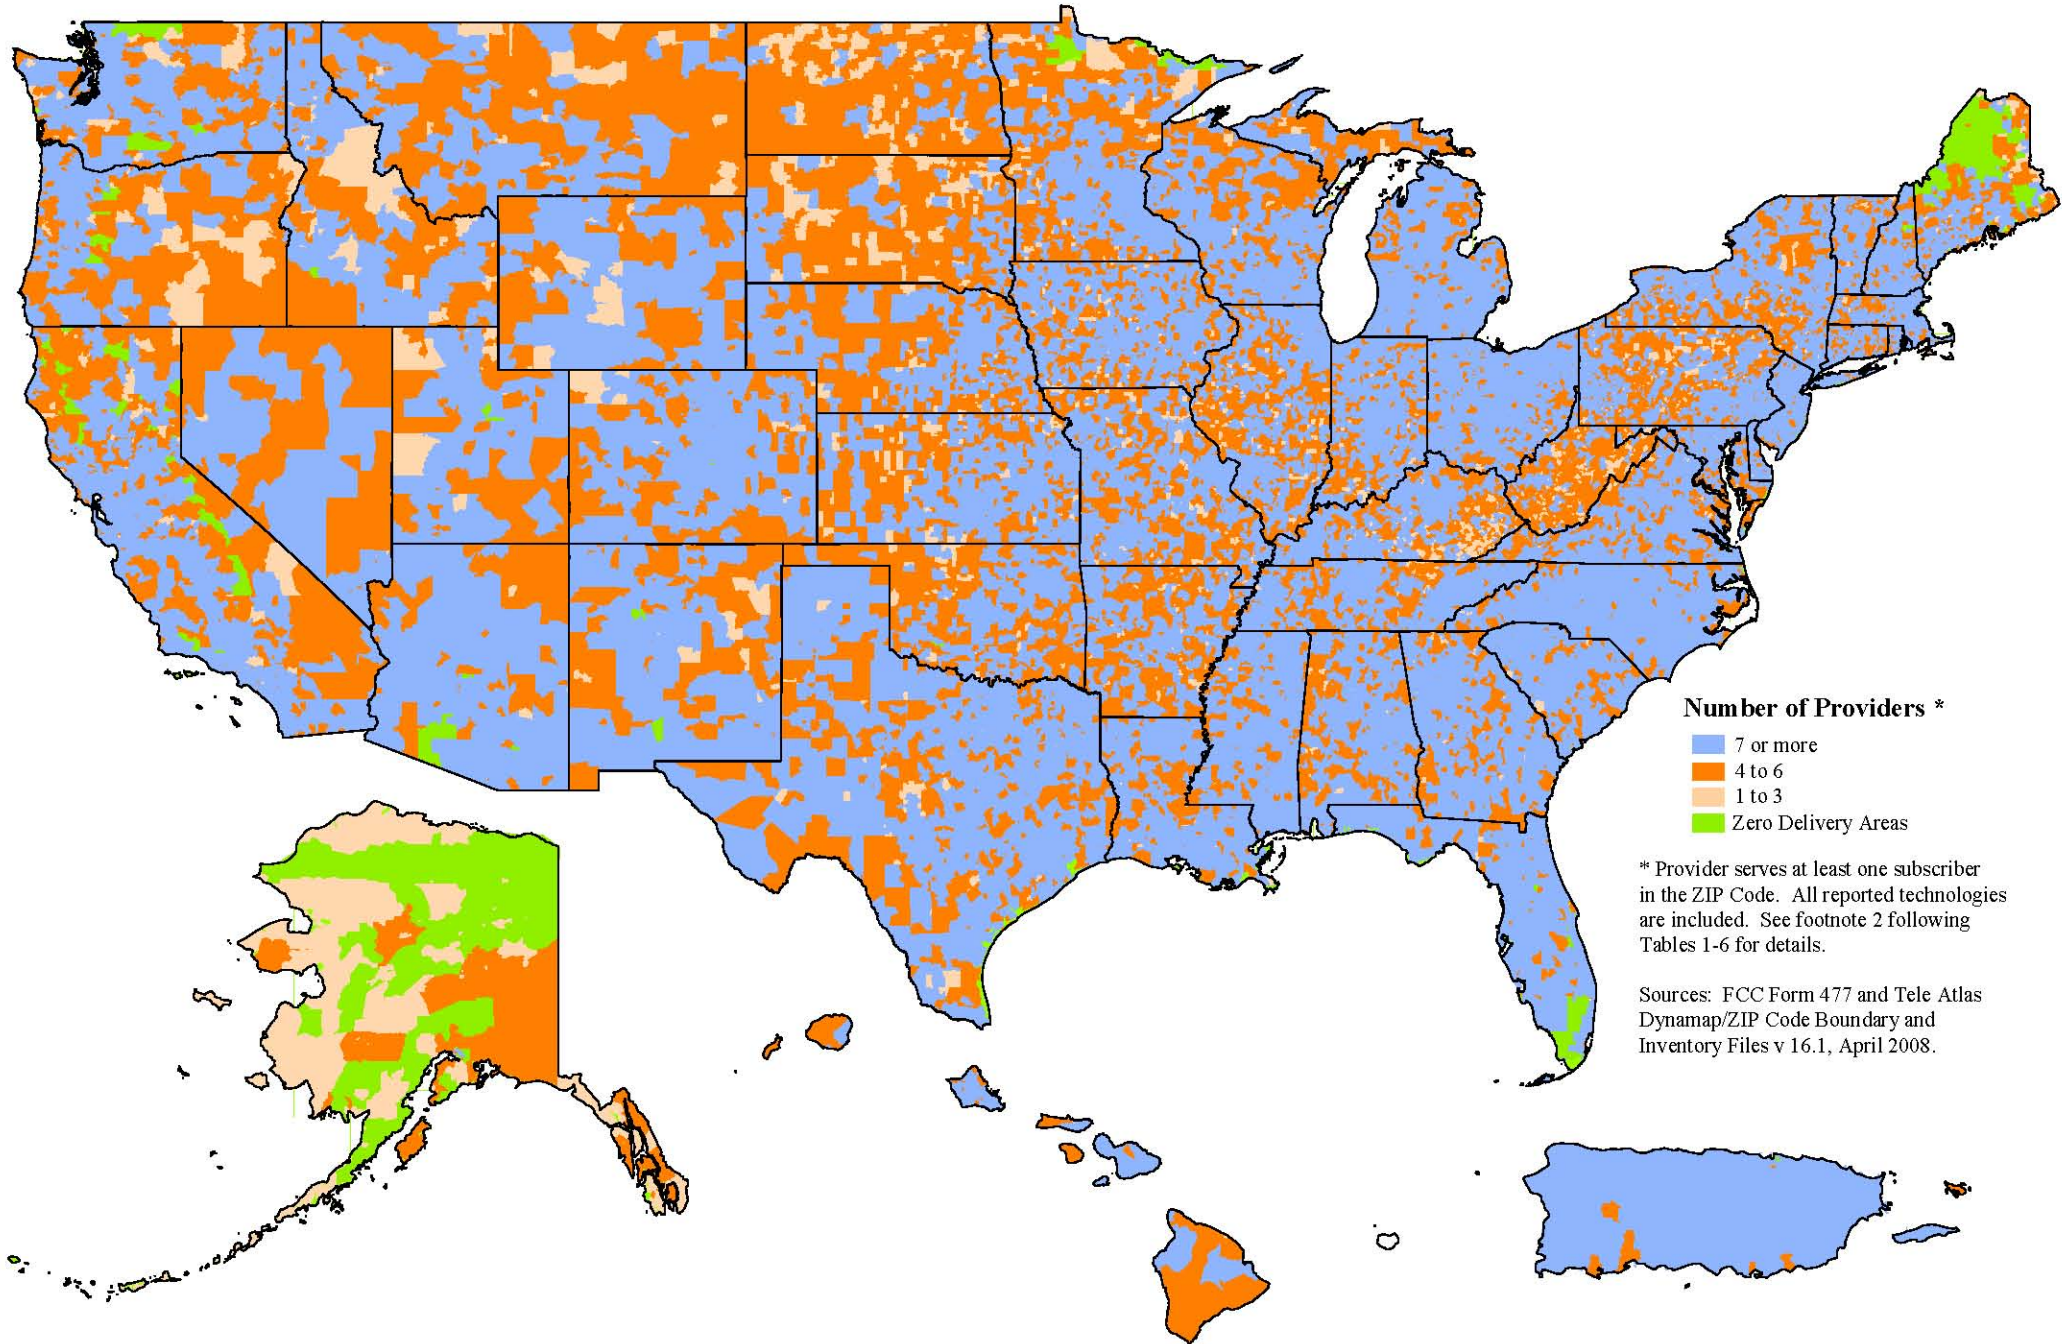 Number of Providers *
7 or more
4 to 6
1 to 3
Zero Delivery Areas
* Provider serves at least one subscriber
in the ZIP Code. All reported technologies
are included. See footnote 2 following
Tables 1-6 for details.
Sources: FCC Form 477 and Tele Atlas
Dynamap/ZIP Code Boundary and
Inventory Files v 16.1, April 2008.